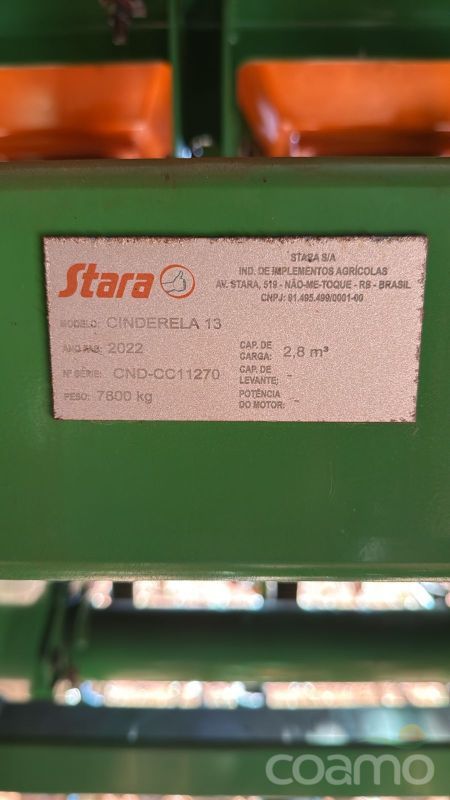 Stara
STARA S/A
IND. DE IMPLEMENTOS AGRÍCOLAS
AV. STARA, 519 - NÃO-ME-TOQUE - RS - BRASIL
CNPJ: 91.495.499/0001-00
MODELO: CINDERELA 13
ANO FAB: 2022
Nº SÉRIE: CND-CC11270
PESO: 7800 kg
CAP. DE CARGA: 2,8 m³
CAP. DE LEVANTE: -
POTÊNCIA DO MOTOR: -
coamo